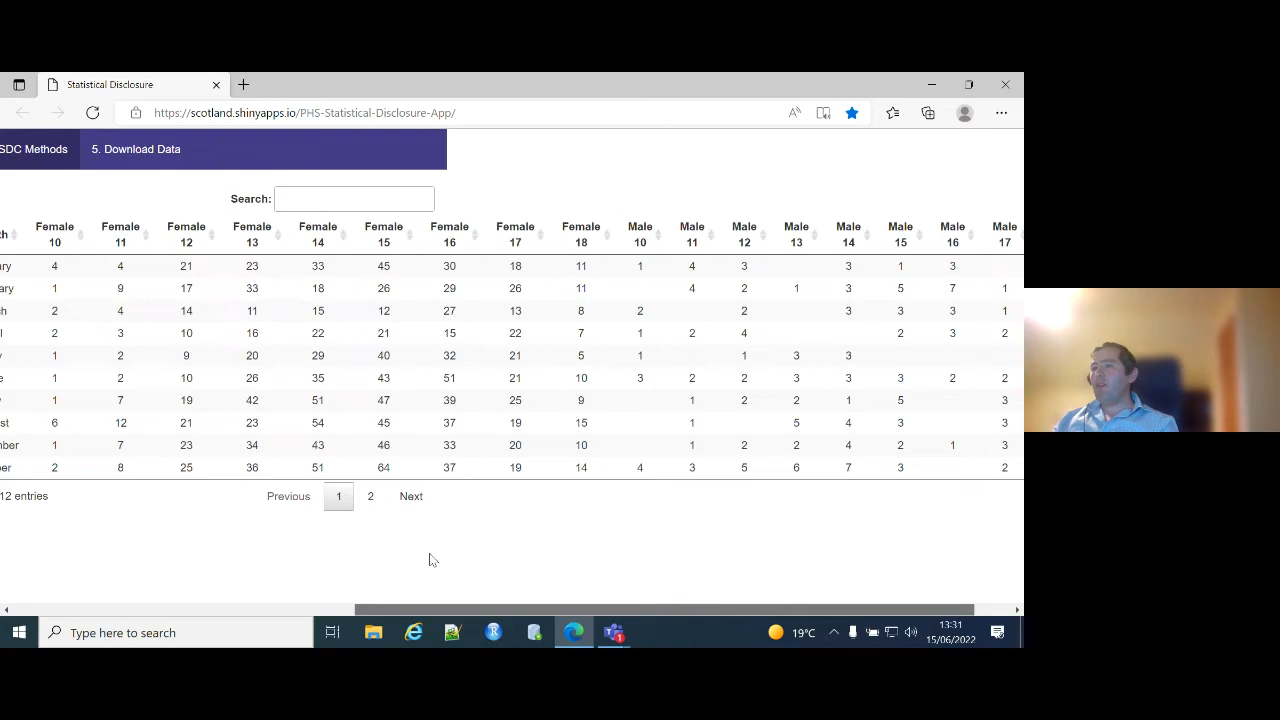 Statistical Disclosure
https://scotland.shinyapps.io/PHS-Statistical-Disclosure-App/
SDC Methods 5. Download Data
Search:
th Female 10 Female 11 Female 12 Female 13 Female 14 Female 15 Female 16 Female 17 Female 18 Male 10 Male 11 Male 12 Male 13 Male 14 Male 15 Male 16 Male 17
ary 4 4 21 23 33 45 30 18 11 1 4 3 3 1 3
ary 1 9 17 33 18 26 29 26 11 4 2 1 3 5 7 1
ch 2 4 14 11 15 12 27 13 8 2 2 3 3 3 1
l 2 3 10 16 22 21 15 22 7 1 2 4 2 3 2
y 1 2 9 20 29 40 32 21 5 1 1 3 3
e 1 2 10 26 35 43 51 21 10 3 2 2 3 3 3 2 2
y 1 7 19 42 51 47 39 25 9 1 2 2 1 5 3
st 6 12 21 23 54 45 37 19 15 1 5 4 3 3
mber 1 7 23 34 43 46 33 20 10 1 2 2 4 2 1 3
er 2 8 25 36 51 64 37 19 14 4 3 5 6 7 3 2
12 entries Previous 1 2 Next
Type here to search
1
19°C
13:31
15/06/2022